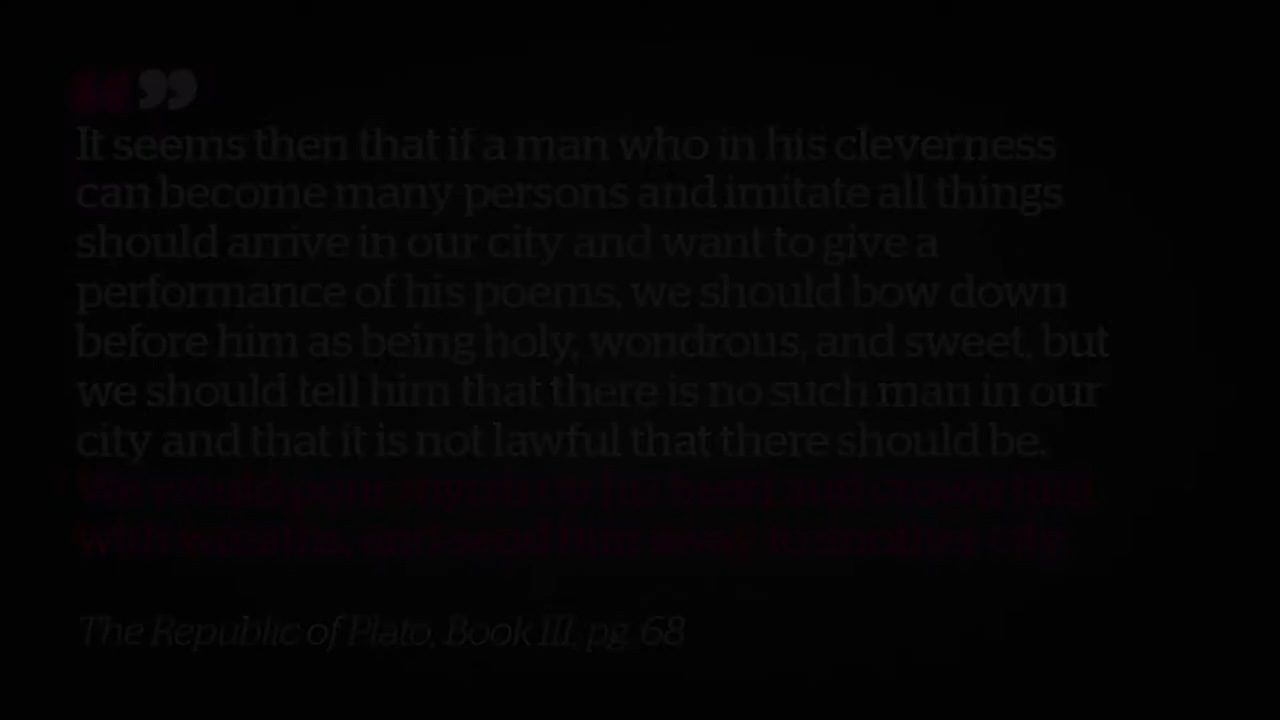 ”
It seems then that if a man who in his cleverness
can become many persons and imitate all things
should arrive in our city and want to give a
performance of his poems, we should bow down
before him as being holy, wondrous, and sweet, but
we should tell him that there is no such man in our
city and that it is not lawful that there should be.
We would pour myrrh on his head and crown him
with wreaths, and send him away to another city
The Republic of Plato, Book III, pg. 68